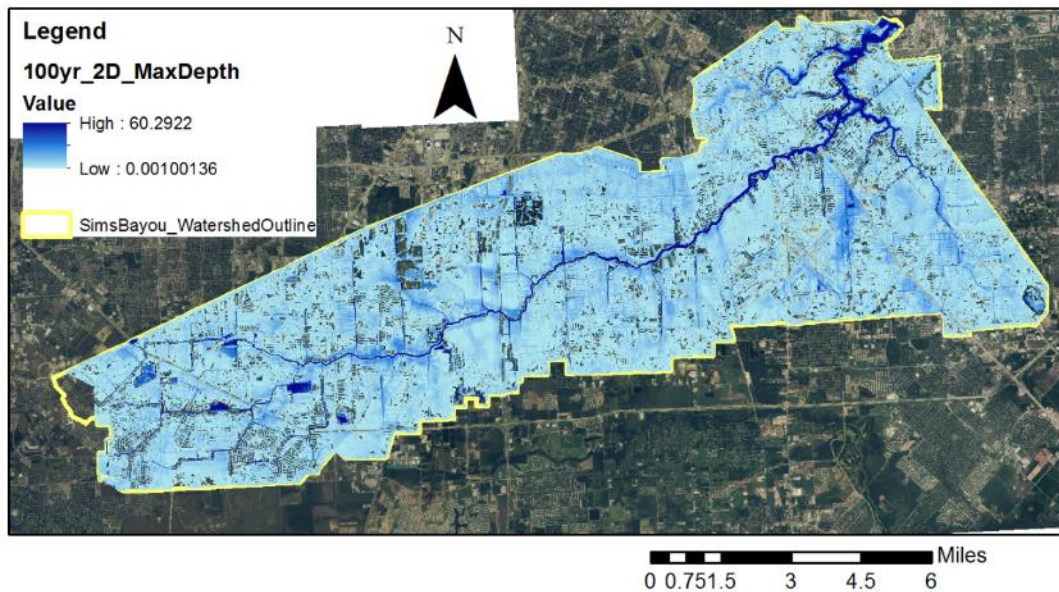 Legend
100yr_2D_MaxDepth
Value
High : 60.2922
Low : 0.00100136
SimsBayou_WatershedOutline
N
Miles
0 0.751.5 3 4.5 6